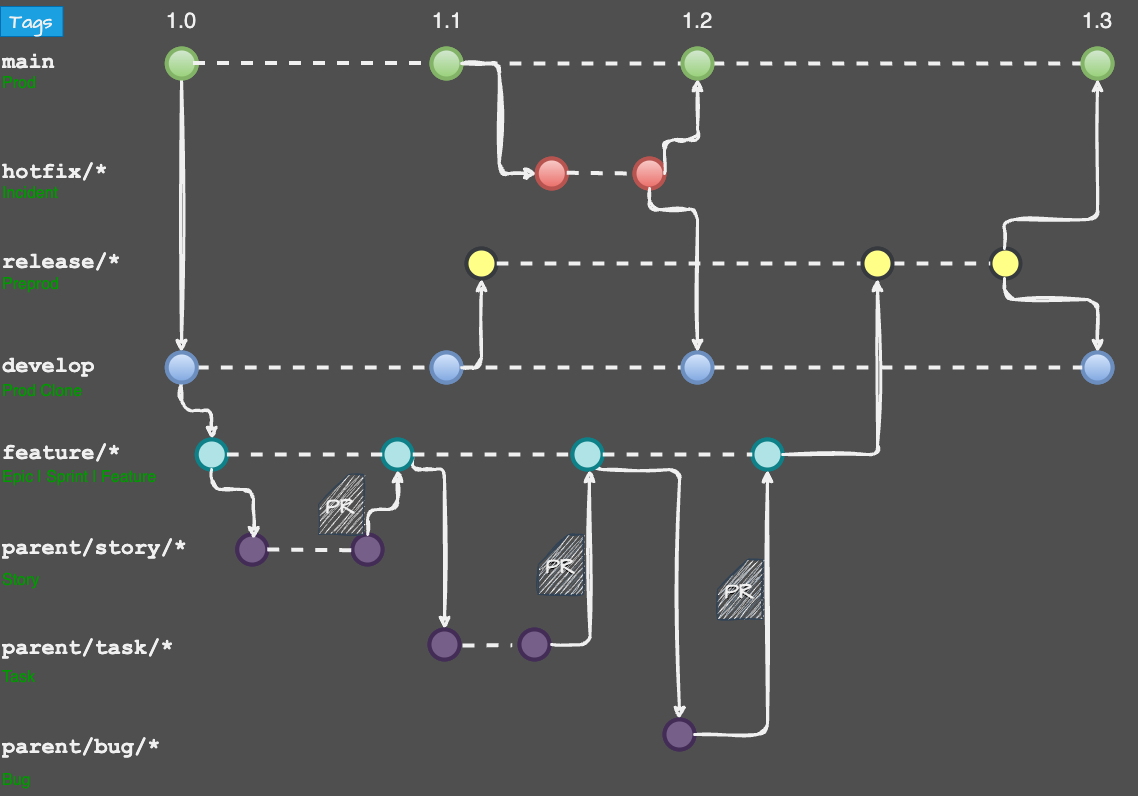 Tags 1.0 1.1 1.2 1.3
main
Prod
hotfix/*
Incident
release/*
Preprod
develop
Prod Clone
feature/*
Epic | Sprint | Feature
PR
parent/story/*
PR
Story
PR
parent/task/*
Task
parent/bug/*
Bug